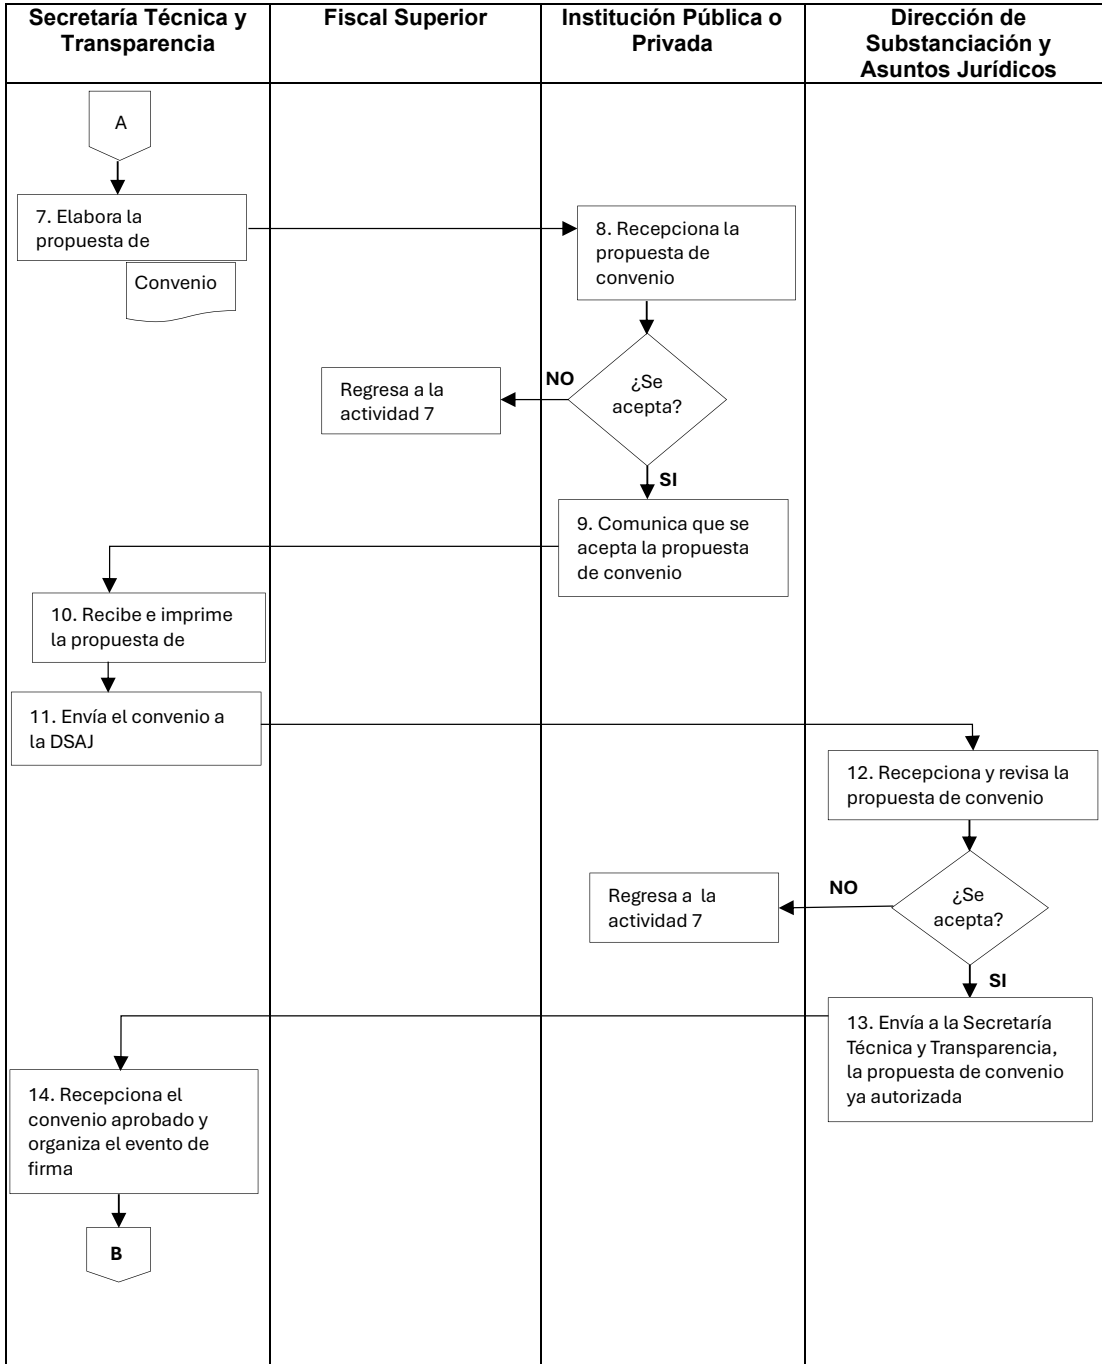 Secretaría Técnica y
Transparencia
Fiscal Superior
Institución Pública o
Privada
Dirección de
Substanciación y
Asuntos Jurídicos
A
7. Elabora la
propuesta de
Convenio
8. Recepciona la
propuesta de
convenio
¿Se
acepta?
NO
Regresa a la
actividad 7
SI
9. Comunica que se
acepta la propuesta
de convenio
10. Recibe e imprime
la propuesta de
11. Envía el convenio a
la DSAJ
12. Recepciona y revisa la
propuesta de convenio
¿Se
acepta?
NO
Regresa a  la
actividad 7
SI
13. Envía a la Secretaría
Técnica y Transparencia,
la propuesta de convenio
ya autorizada
14. Recepciona el
convenio aprobado y
organiza el evento de
firma
B